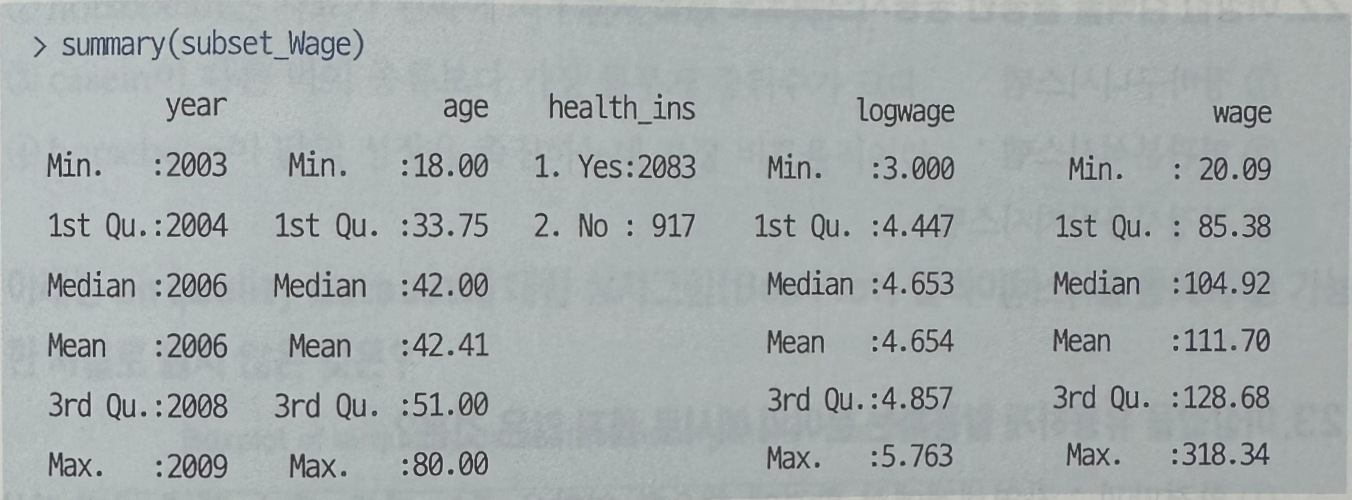 > summary(subset_Wage)
year age health_ins logwage wage
Min. :2003 Min. :18.00 1. Yes:2083 Min. :3.000 Min. : 20.09
1st Qu.:2004 1st Qu. :33.75 2. No : 917 1st Qu. :4.447 1st Qu. : 85.38
Median :2006 Median :42.00 Median :4.653 Median :104.92
Mean :2006 Mean :42.41 Mean :4.654 Mean :111.70
3rd Qu.:2008 3rd Qu. :51.00 3rd Qu.:4.857 3rd Qu. :128.68
Max. :2009 Max. :80.00 Max. :5.763 Max. :318.34